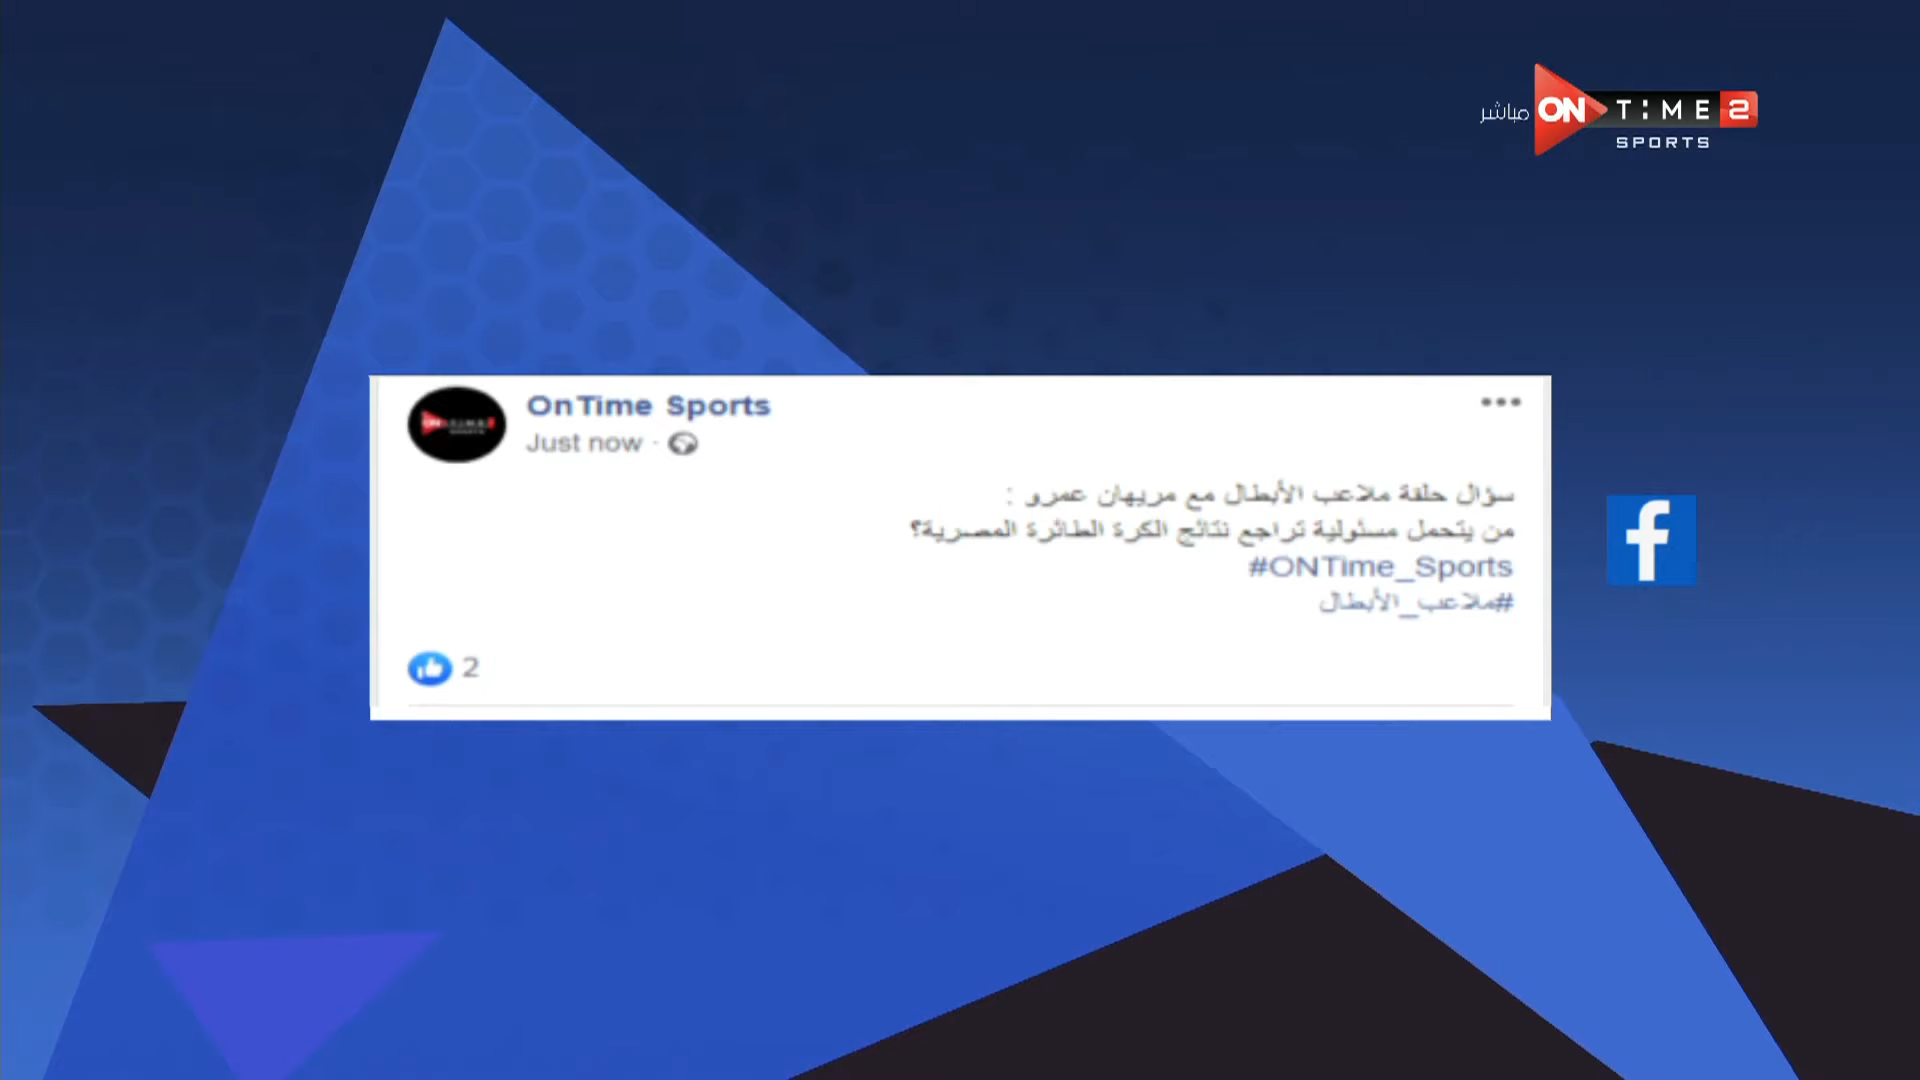 مباشر ON TIME 2
SPORTS
OnTime Sports
Just now ·
سؤال حلقة ملاعب الأبطال مع مريهان عمرو :
من يتحمل مسئولية تراجع نتائج الكرة الطائرة المصرية؟
#ONTime_Sports
#ملاعب_الأبطال
2